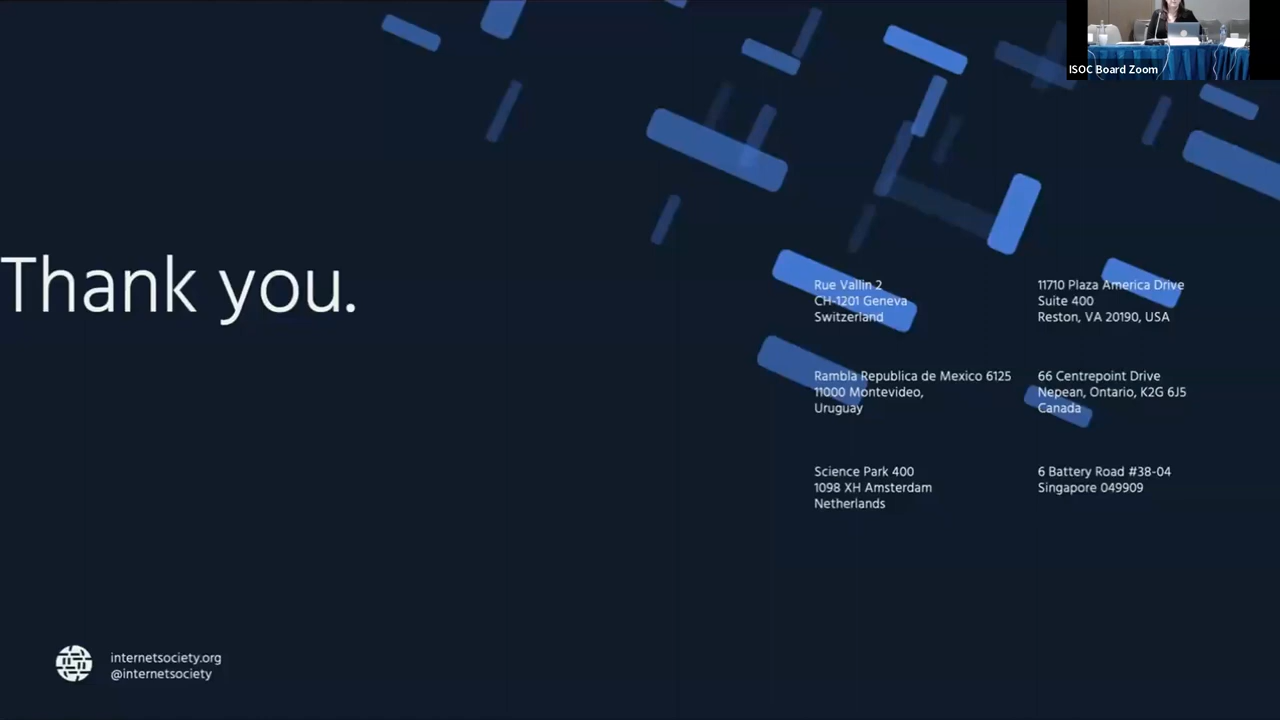 ISOC Board Zoom
Thank you.
Rue Vallin 2
CH-1201 Geneva
Switzerland
11710 Plaza America Drive
Suite 400
Reston, VA 20190, USA
Rambla Republica de Mexico 6125
11000 Montevideo,
Uruguay
66 Centrepoint Drive
Nepean, Ontario, K2G 6J5
Canada
Science Park 400
1098 XH Amsterdam
Netherlands
6 Battery Road #38-04
Singapore 049909
internetsociety.org
@internetsociety